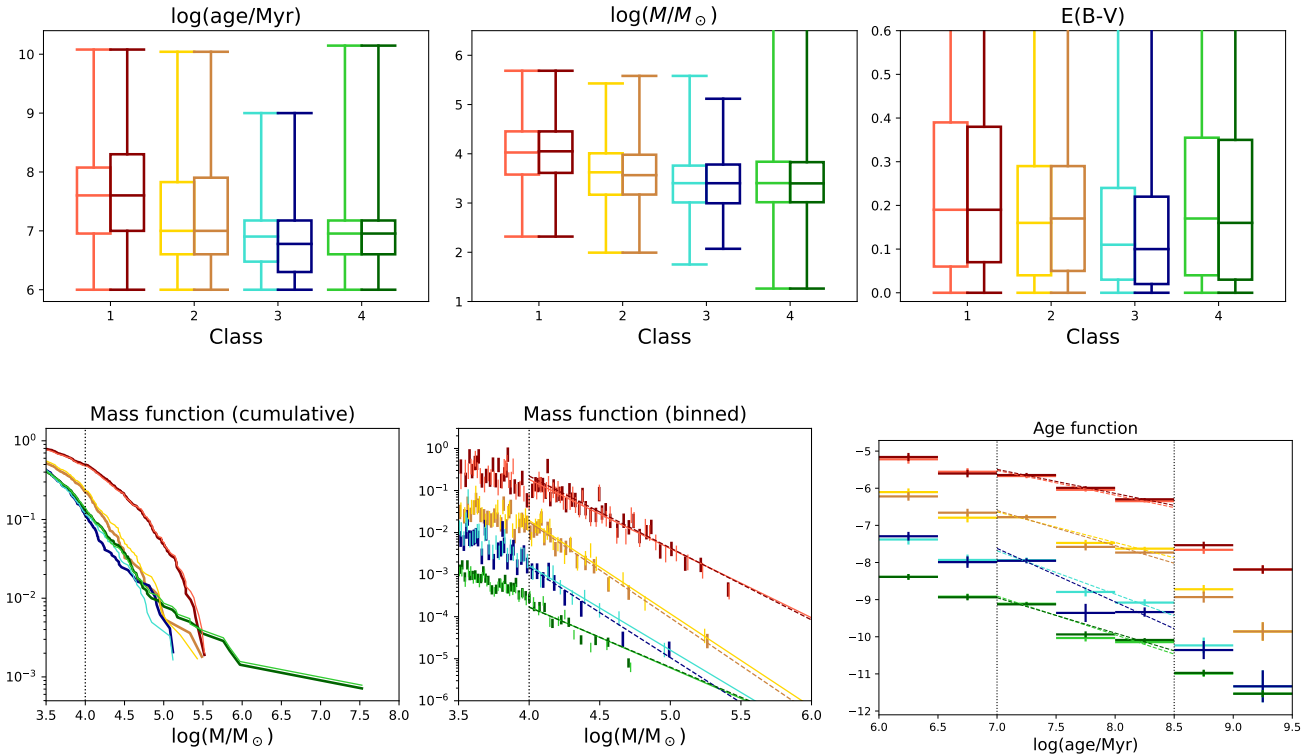 log(age/Myr)
10
9
8
7
6
1 2 3 4
Class
log(M/M⊙)
6
5
4
3
2
1
1 2 3 4
Class
E(B-V)
0.6
0.5
0.4
0.3
0.2
0.1
0.0
1 2 3 4
Class
Mass function (cumulative)
10⁰
10⁻¹
10⁻²
10⁻³
3.5 4.0 4.5 5.0 5.5 6.0 6.5 7.0 7.5 8.0
log(M/M⊙)
Mass function (binned)
10⁰
10⁻¹
10⁻²
10⁻³
10⁻⁴
10⁻⁵
10⁻⁶
3.5 4.0 4.5 5.0 5.5 6.0
log(M/M⊙)
Age function
−5
−6
−7
−8
−9
−10
−11
−12
6.0 6.5 7.0 7.5 8.0 8.5 9.0 9.5
log(age/Myr)